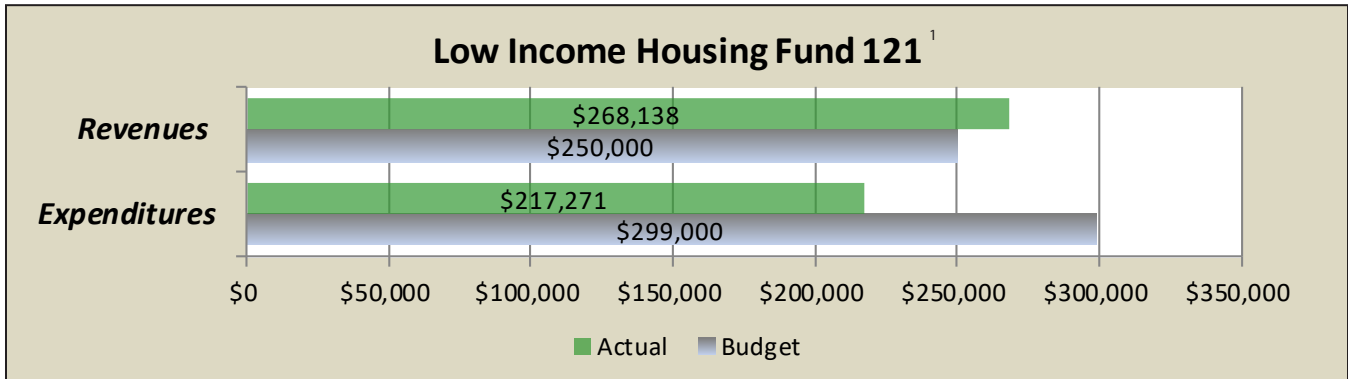 Low Income Housing Fund 121 ¹
Revenues
$268,138
$250,000
Expenditures
$217,271
$299,000
$0 $50,000 $100,000 $150,000 $200,000 $250,000 $300,000 $350,000
Actual Budget